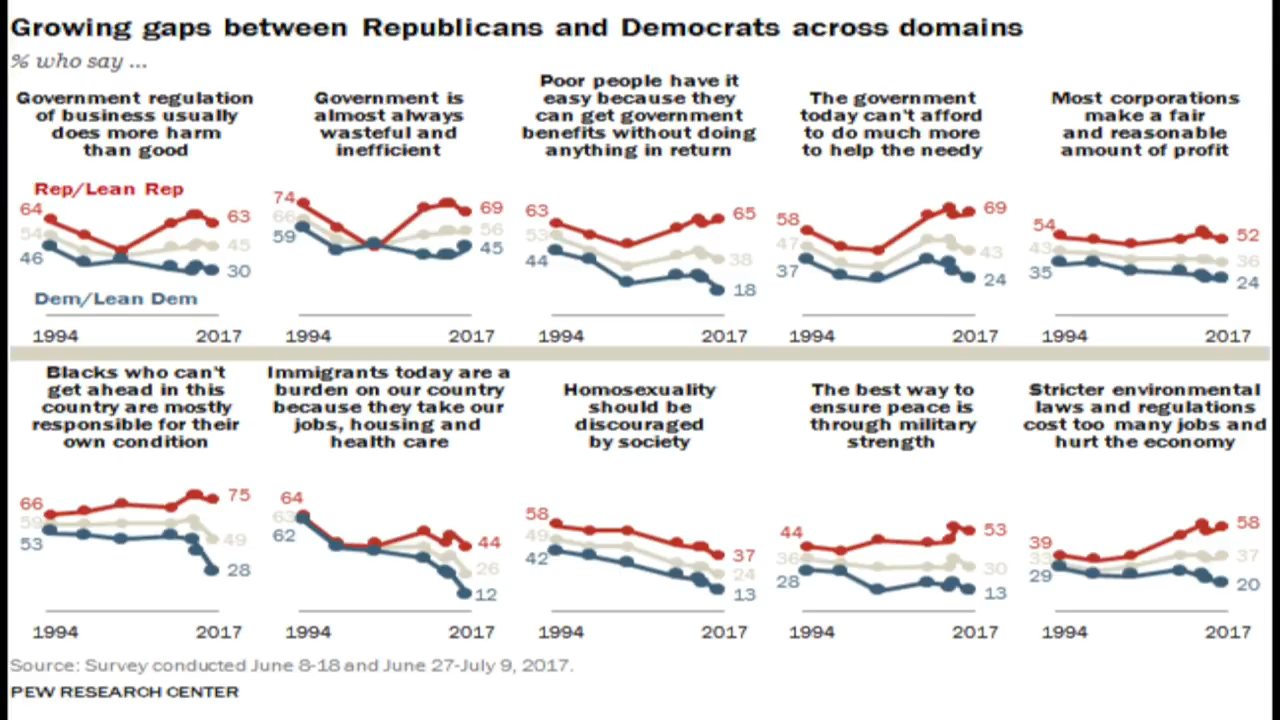 Growing gaps between Republicans and Democrats across domains
% who say ...
Government regulation
of business usually
does more harm
than good
Rep/Lean Rep
64
63
54
45
46
30
Dem/Lean Dem
1994 2017
Government is
almost always
wasteful and
inefficient
74
69
66
56
59
45
1994 2017
Poor people have it
easy because they
can get government
benefits without doing
anything in return
63
65
53
38
44
18
1994 2017
The government
today can't afford
to do much more
to help the needy
58
69
47
43
37
24
1994 2017
Most corporations
make a fair
and reasonable
amount of profit
54
52
43
36
35
24
1994 2017
Blacks who can't
get ahead in this
country are mostly
responsible for their
own condition
66
75
59
49
53
28
1994 2017
Immigrants today are a
burden on our country
because they take our
jobs, housing and
health care
64
44
63
26
62
12
1994 2017
Homosexuality
should be
discouraged
by society
58
37
49
24
42
13
1994 2017
The best way to
ensure peace is
through military
strength
44
53
36
30
28
13
1994 2017
Stricter environmental
laws and regulations
cost too many jobs and
hurt the economy
39
58
33
37
29
20
1994 2017
Source: Survey conducted June 8-18 and June 27-July 9, 2017.
PEW RESEARCH CENTER